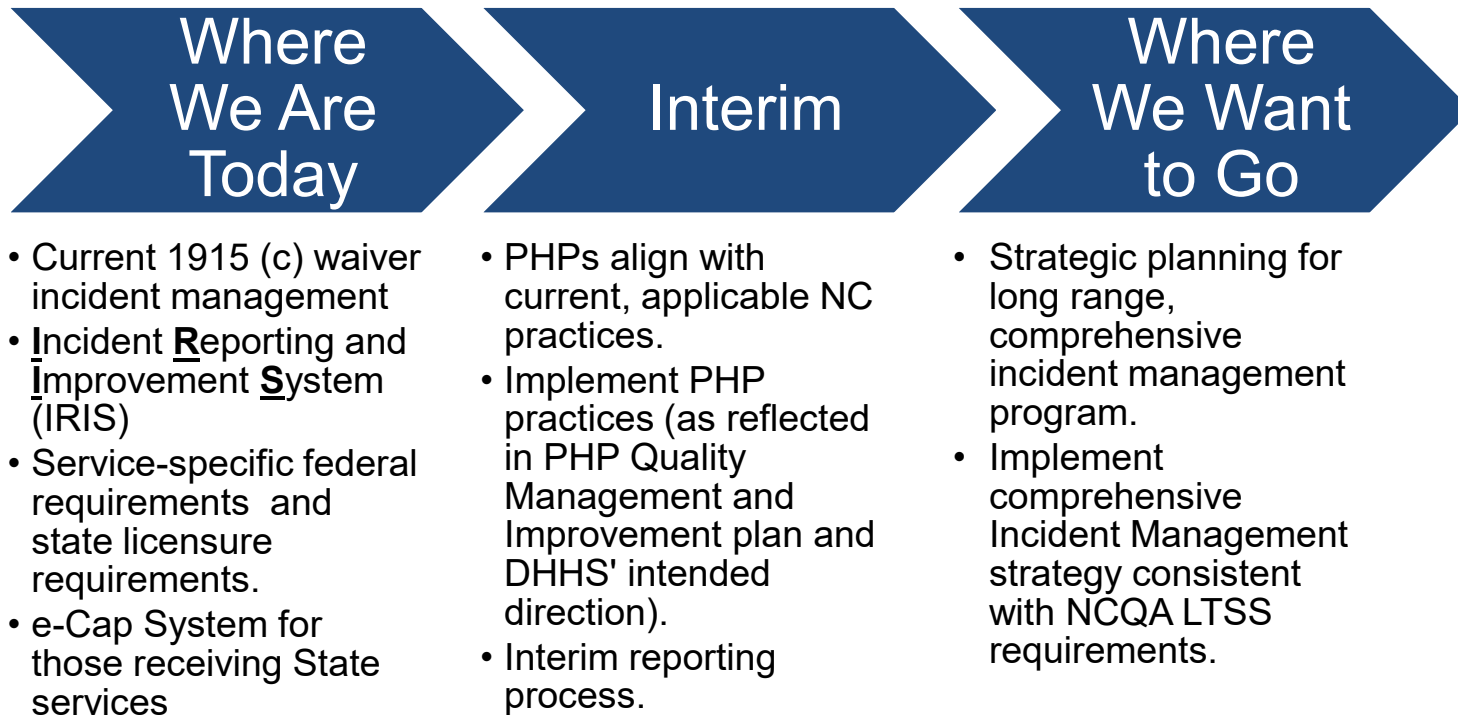 Where
We Are
Today
• Current 1915 (c) waiver
incident management
• Incident Reporting and
Improvement System
(IRIS)
• Service-specific federal
requirements and
state licensure
requirements.
• e-Cap System for
those receiving State
services
Interim
• PHPs align with
current, applicable NC
practices.
• Implement PHP
practices (as reflected
in PHP Quality
Management and
Improvement plan and
DHHS' intended
direction).
• Interim reporting
process.
Where
We Want
to Go
• Strategic planning for
long range,
comprehensive
incident management
program.
• Implement
comprehensive
Incident Management
strategy consistent
with NCQA LTSS
requirements.